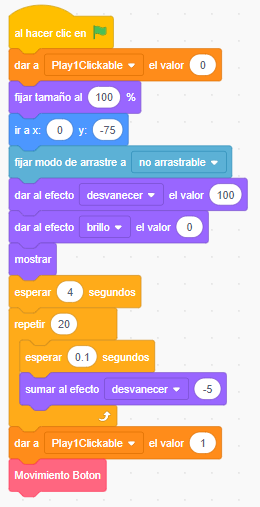 al hacer clic en
dar a Play1Clickable el valor 0
fijar tamaño al 100 %
ir a x: 0 y: -75
fijar modo de arrastre a no arrastrable
dar al efecto desvanecer el valor 100
dar al efecto brillo el valor 0
mostrar
esperar 4 segundos
repetir 20
esperar 0.1 segundos
sumar al efecto desvanecer -5
dar a Play1Clickable el valor 1
Movimiento Boton